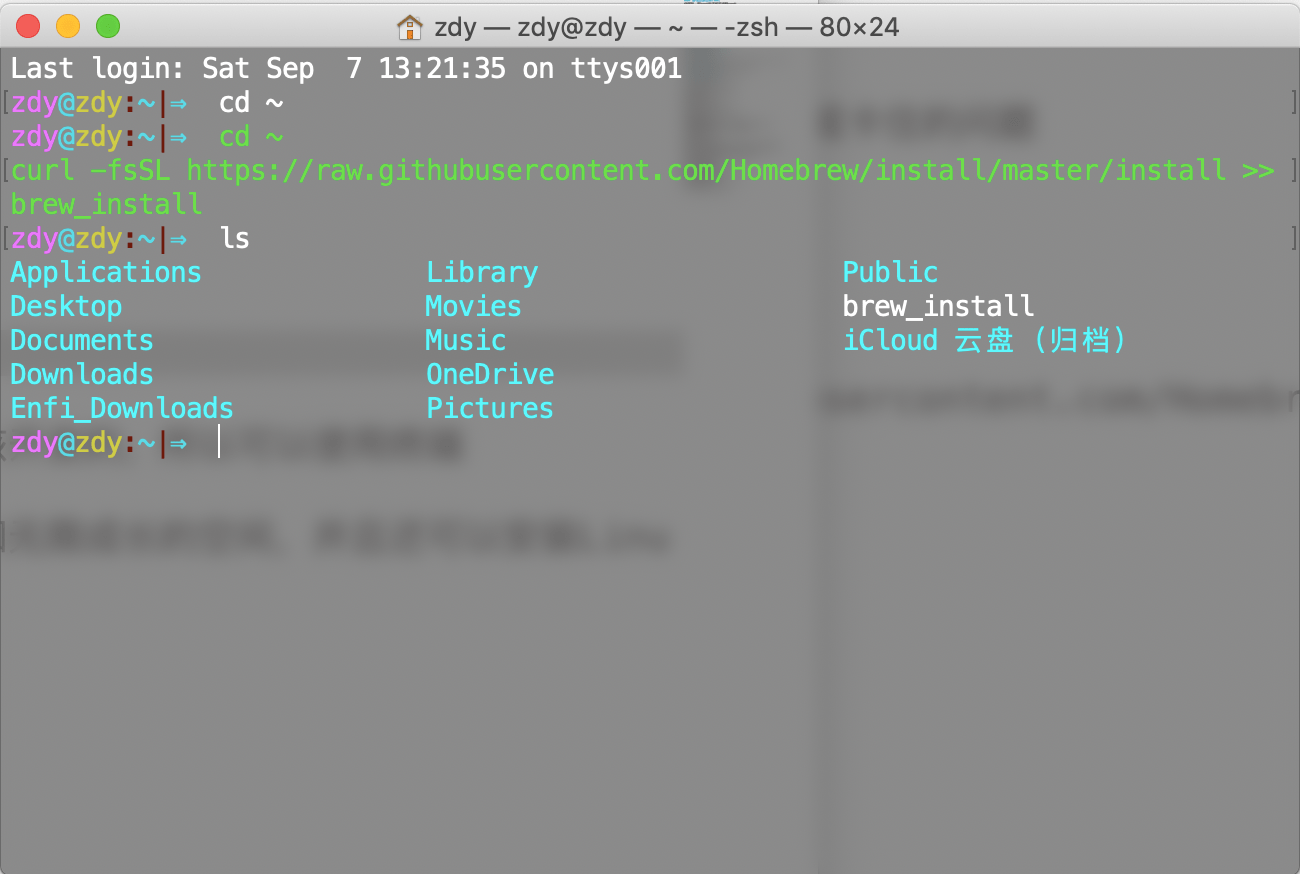 zdy — zdy@zdy — ~ — -zsh — 80×24
Last login: Sat Sep  7 13:21:35 on ttys001
[zdy@zdy:~|⇒  cd ~ ]
zdy@zdy:~|⇒  cd ~
[curl -fsSL https://raw.githubusercontent.com/Homebrew/install/master/install >> ]
brew_install
[zdy@zdy:~|⇒  ls ]
Applications Library Public
Desktop Movies brew_install
Documents Music iCloud 云盘（归档）
Downloads OneDrive
Enfi_Downloads Pictures
zdy@zdy:~|⇒